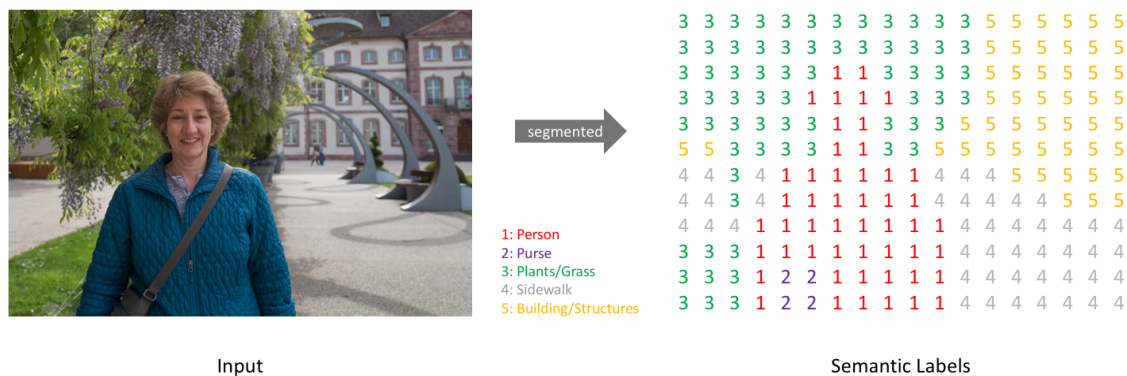 3 3 3 3 3 3 3 3 3 3 3 3 5 5 5 5 5 5
3 3 3 3 3 3 3 3 3 3 3 3 5 5 5 5 5 5
3 3 3 3 3 3 1 1 3 3 3 3 5 5 5 5 5 5
3 3 3 3 3 1 1 1 1 3 3 3 5 5 5 5 5 5
3 3 3 3 3 3 1 1 3 3 3 5 5 5 5 5 5 5
5 5 3 3 3 3 1 1 3 3 5 5 5 5 5 5 5 5
4 4 3 4 1 1 1 1 1 1 4 4 4 5 5 5 5 5
4 4 3 4 1 1 1 1 1 1 4 4 4 4 4 5 5 5
4 4 4 1 1 1 1 1 1 1 1 4 4 4 4 4 4 4
3 3 3 1 1 1 1 1 1 1 1 4 4 4 4 4 4 4
3 3 3 1 2 2 1 1 1 1 1 4 4 4 4 4 4 4
3 3 3 1 2 2 1 1 1 1 1 4 4 4 4 4 4 4
segmented
1: Person
2: Purse
3: Plants/Grass
4: Sidewalk
5: Building/Structures
Input
Semantic Labels